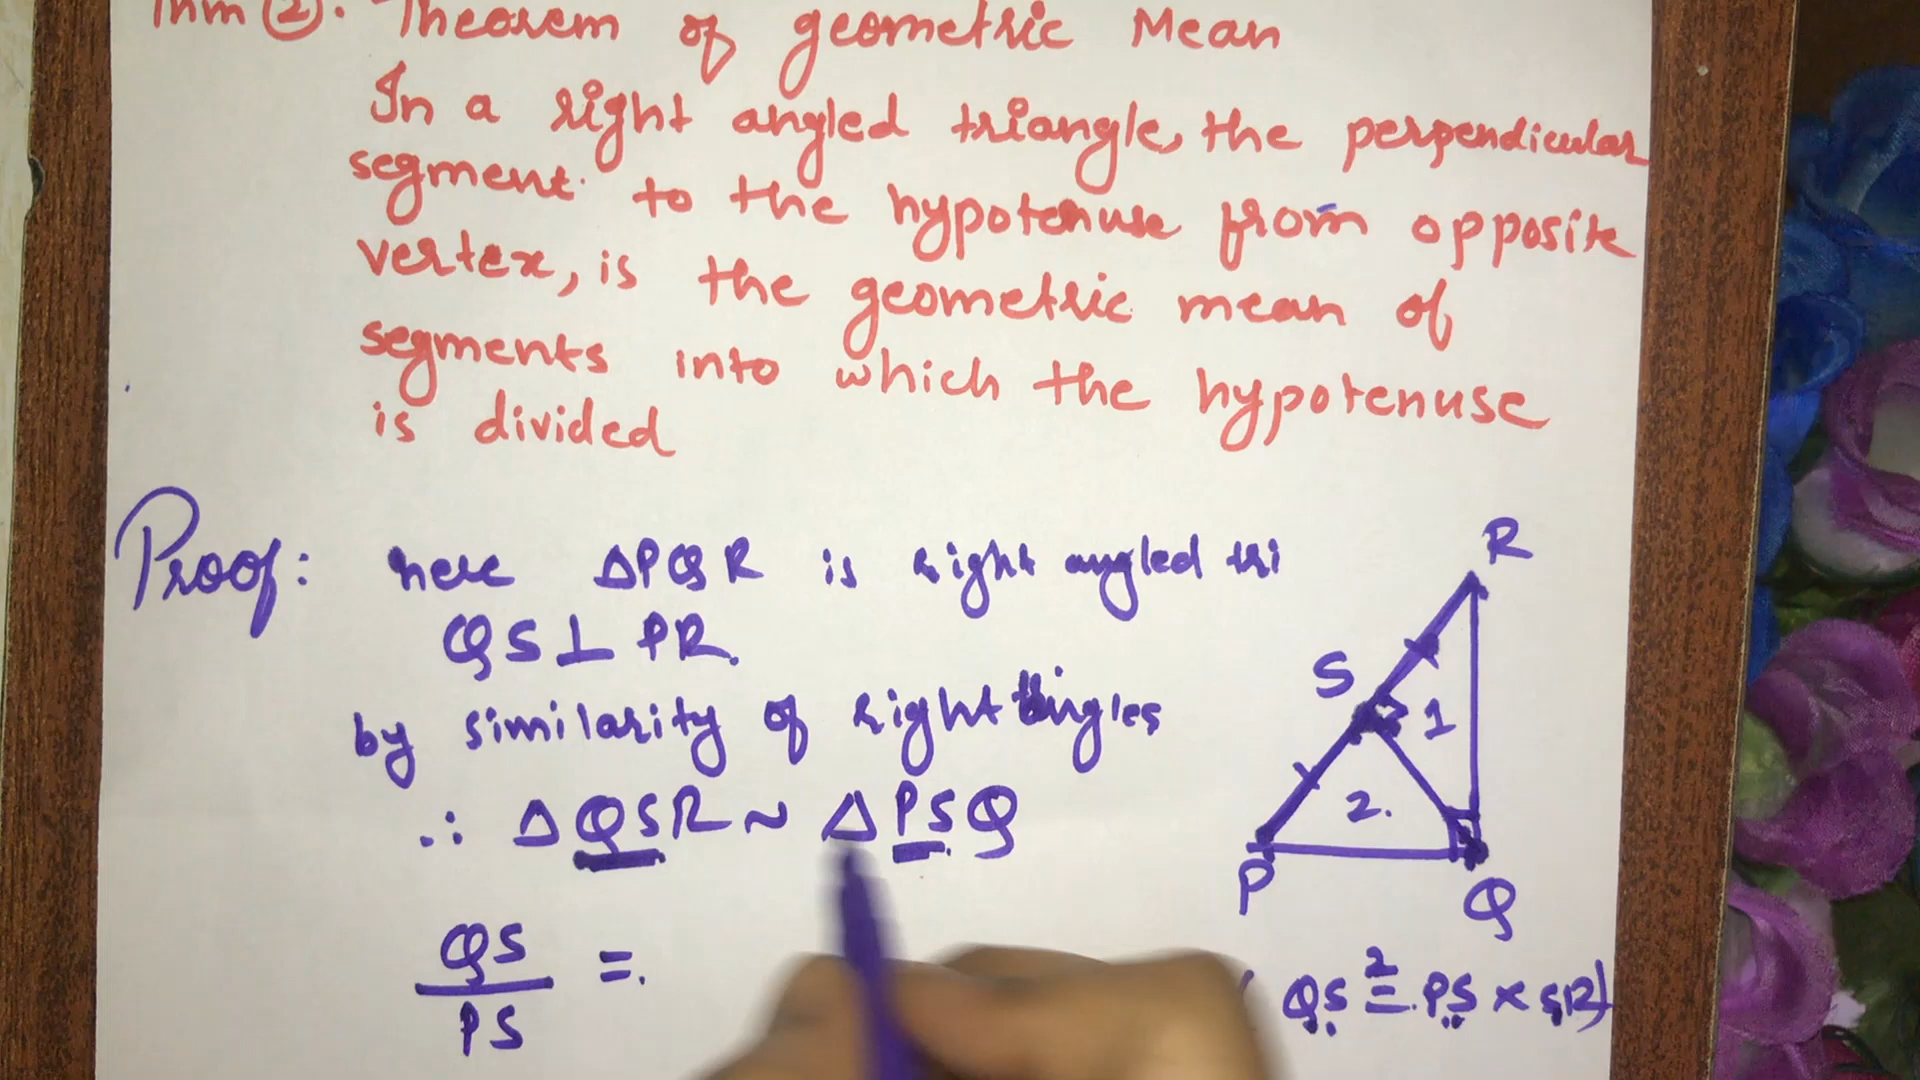 Thm ②. Theorem of geometric Mean
In a right angled triangle, the perpendicular
segment to the hypotenuse from opposite
vertex, is the geometric mean of
segments into which the hypotenuse
is divided
Proof: here ΔPQR is right angled tri
QS⊥PR.
by similarity of right
∴ ΔQSR ~ ΔPSQ
QS/PS =
R
S
1
2.
P
Q
( QS² = PS × SR)